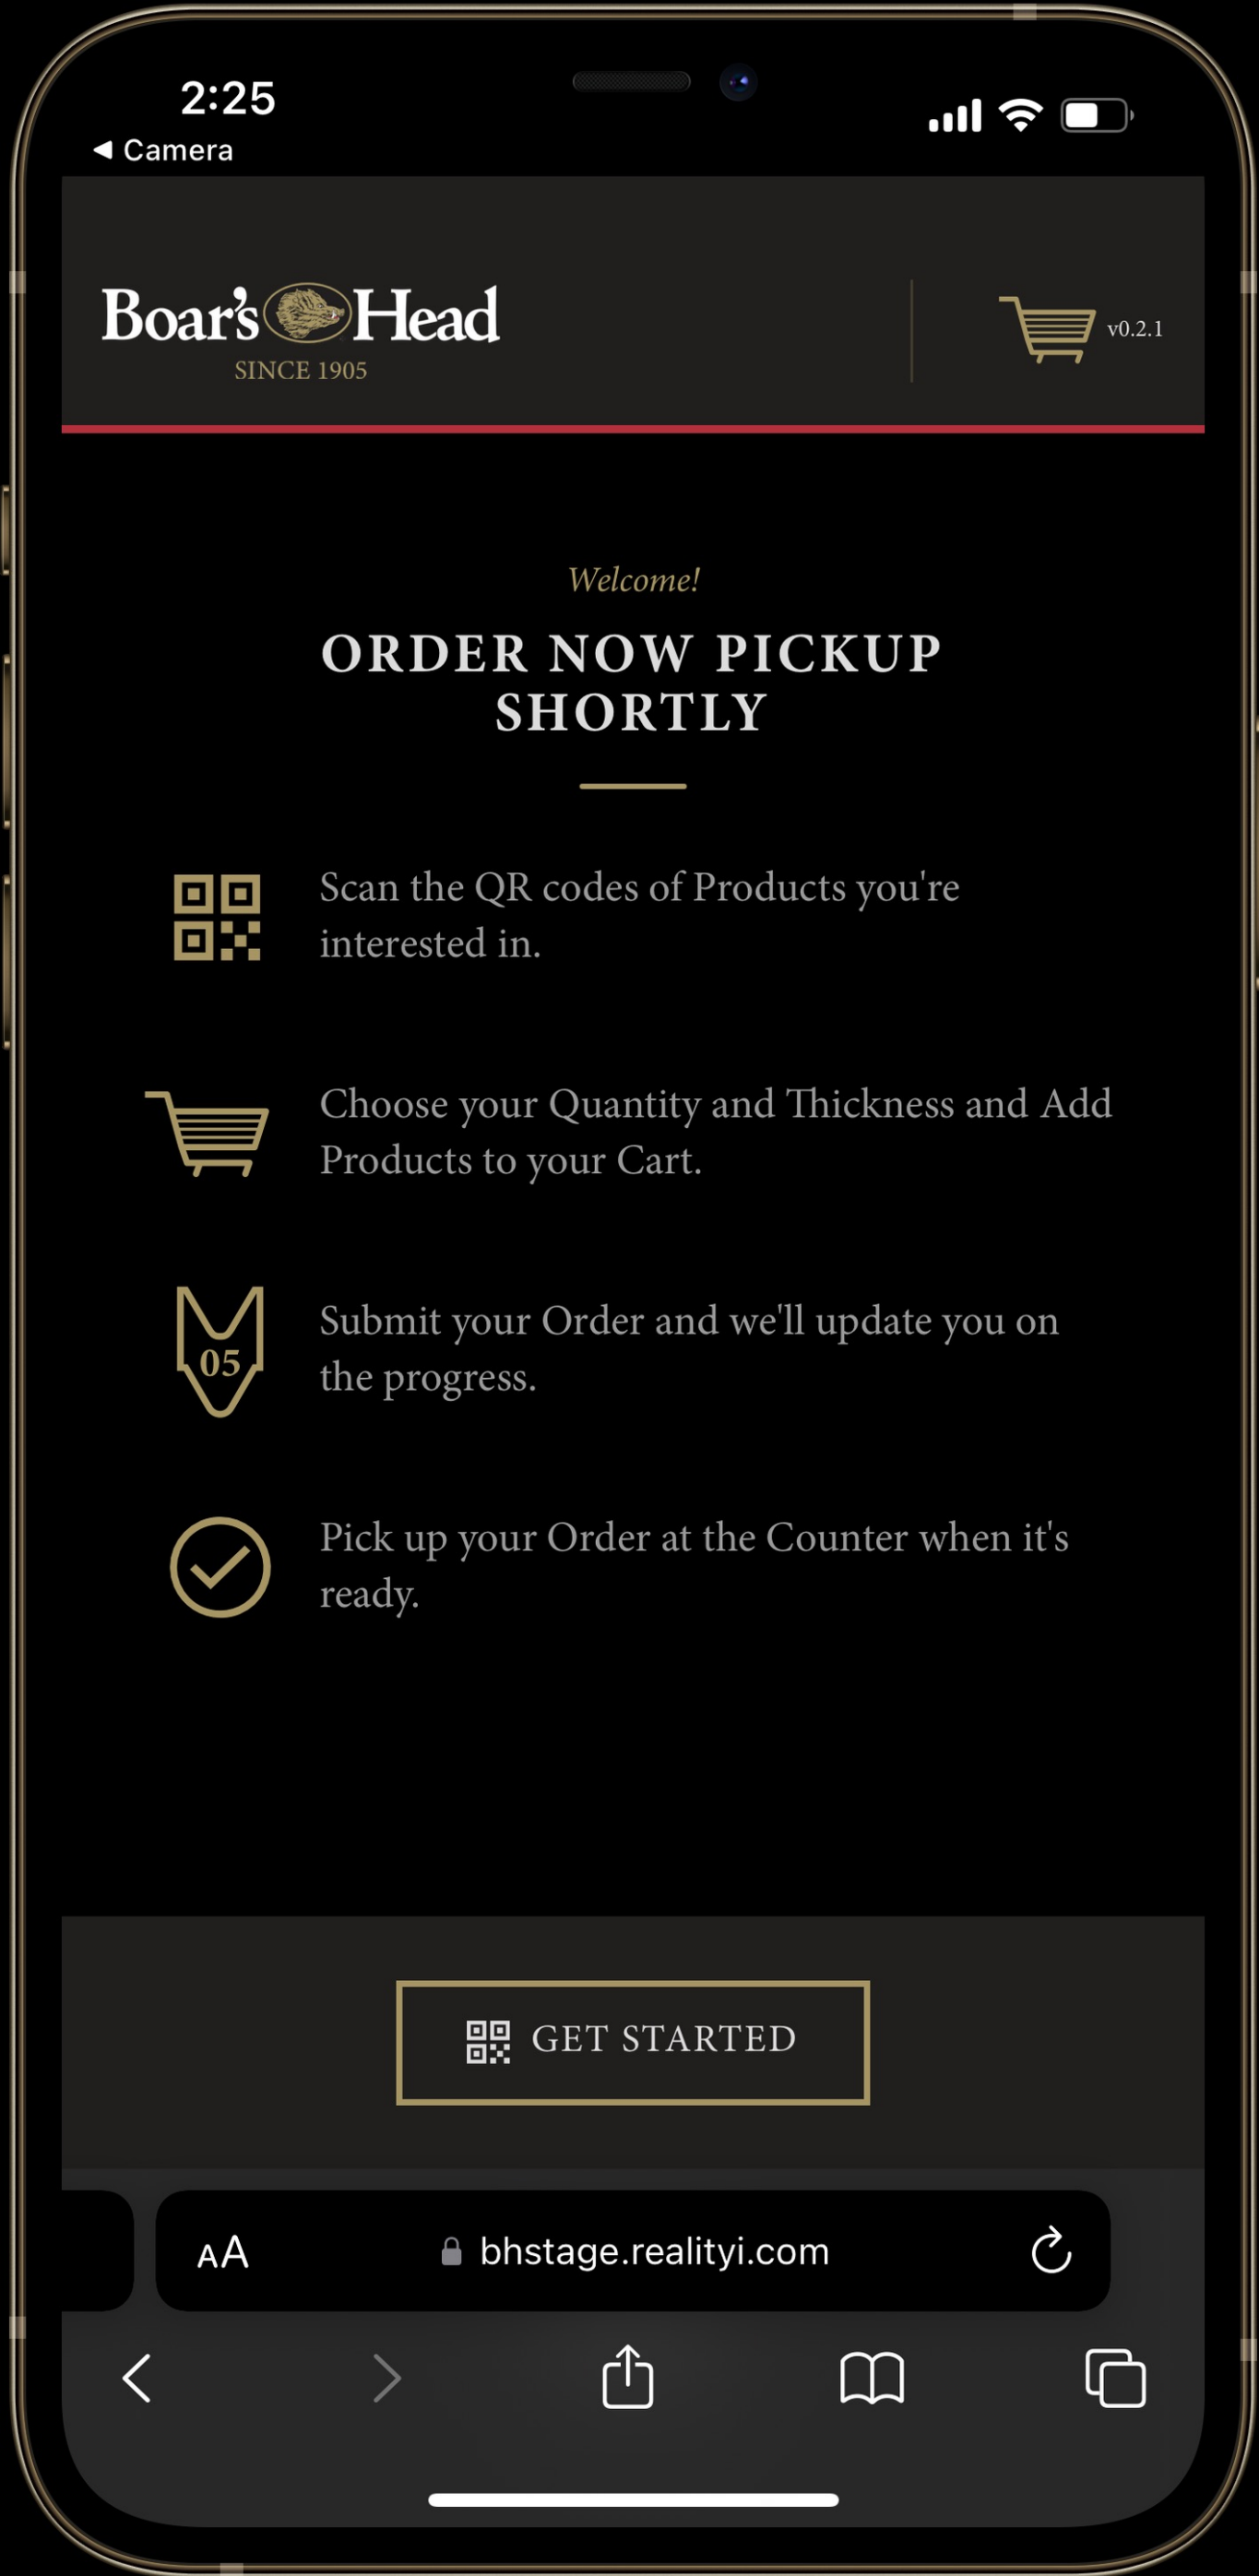 2:25
Camera
Boar's Head
SINCE 1905
v0.2.1
Welcome!
ORDER NOW PICKUP
SHORTLY
Scan the QR codes of Products you're
interested in.
Choose your Quantity and Thickness and Add
Products to your Cart.
05
Submit your Order and we'll update you on
the progress.
Pick up your Order at the Counter when it's
ready.
GET STARTED
AA
bhstage.realityi.com